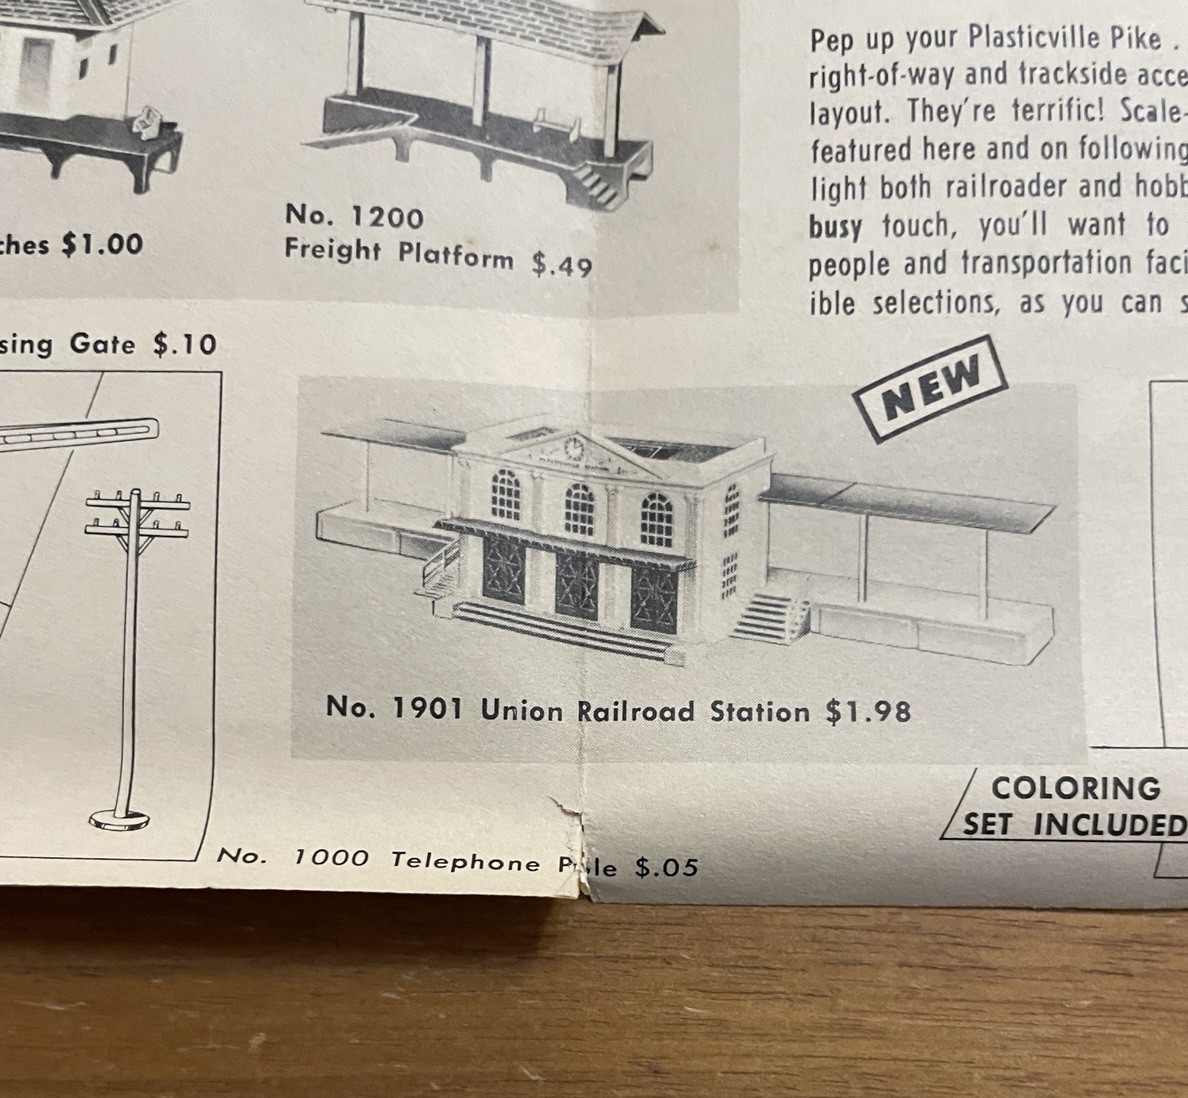 No. 1200
ches $1.00
Freight Platform $.49
Pep up your Plasticville Pike .
right-of-way and trackside acce
layout. They're terrific! Scale-
featured here and on following
light both railroader and hobb
busy touch, you'll want to
people and transportation faci
ible selections, as you can s
sing Gate $.10
NEW
No. 1901 Union Railroad Station $1.98
COLORING
SET INCLUDED
No. 1000 Telephone Pole $.05